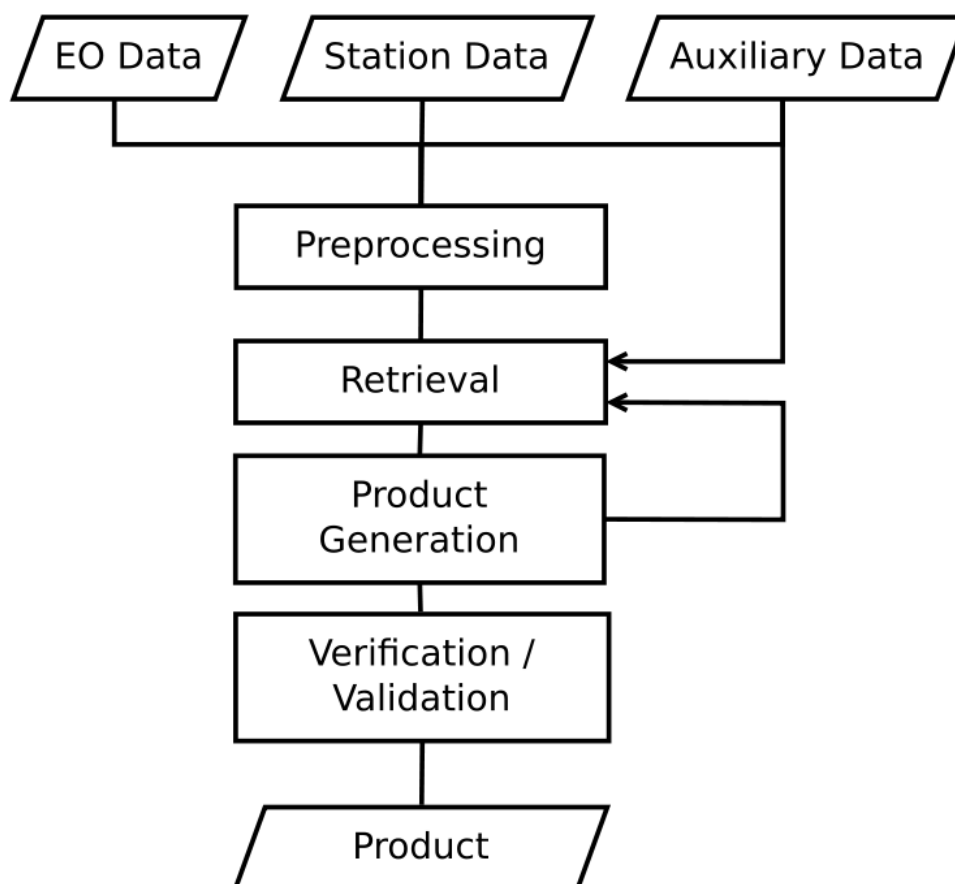 EO Data
Station Data
Auxiliary Data
Preprocessing
Retrieval
Product
Generation
Verification /
Validation
Product